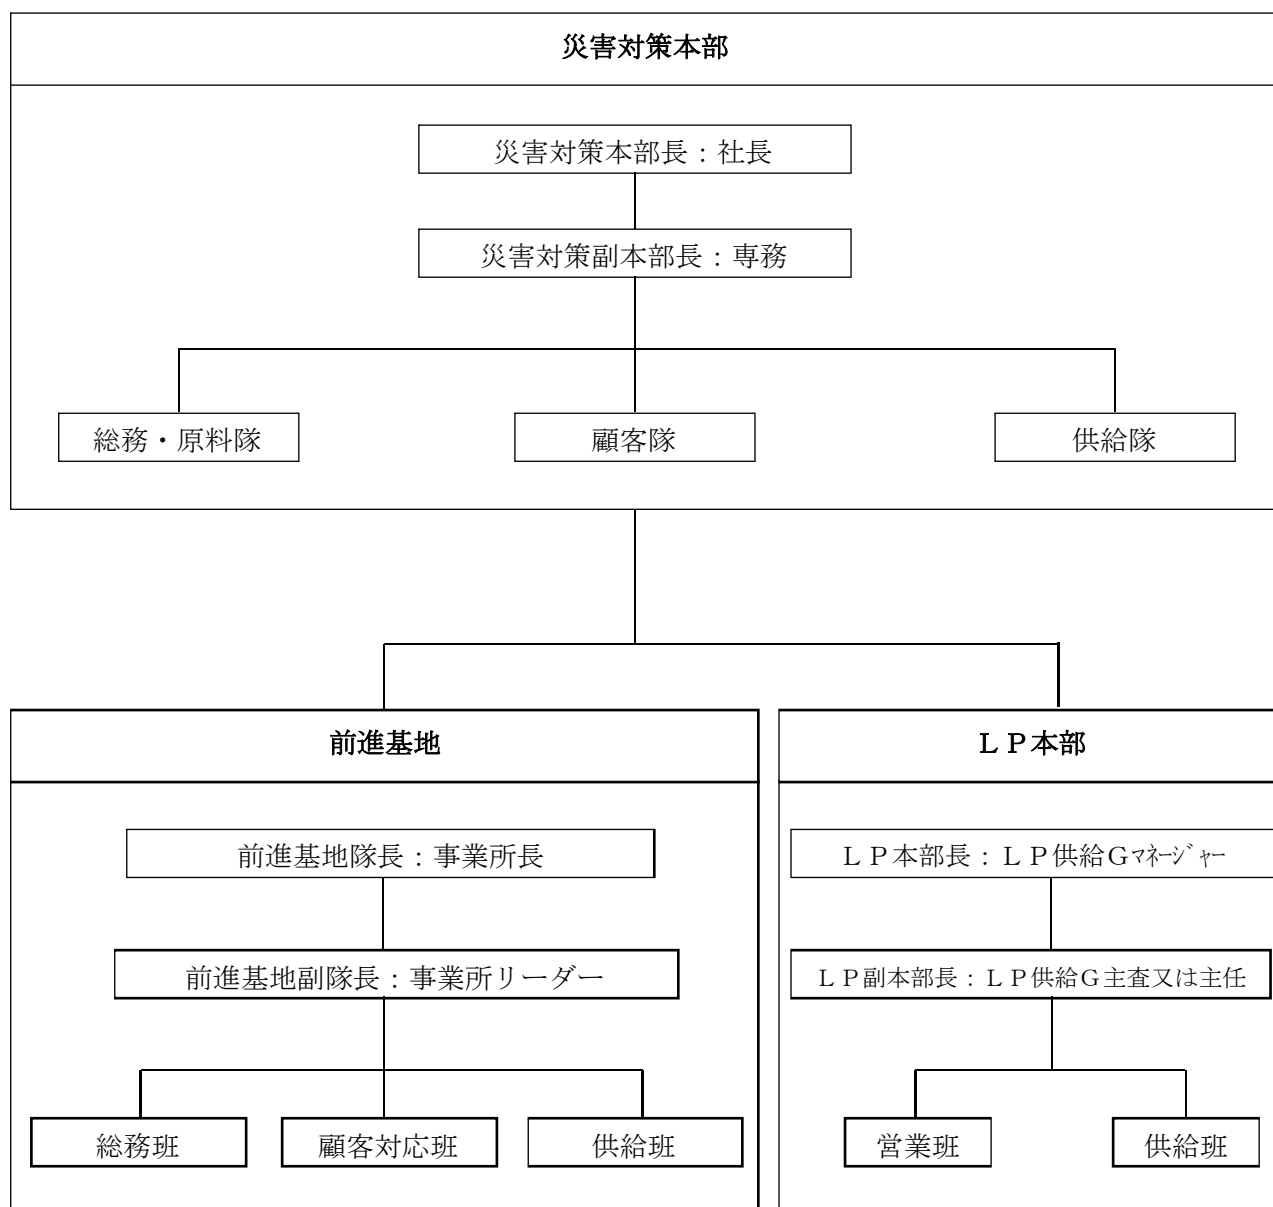 災害対策本部
災害対策本部長：社長
災害対策副本部長：専務
総務・原料隊
顧客隊
供給隊
前進基地
前進基地隊長：事業所長
前進基地副隊長：事業所リーダー
総務班
顧客対応班
供給班
ＬＰ本部
ＬＰ本部長：ＬＰ供給Ｇﾏﾈｰｼﾞｬｰ
ＬＰ副本部長：ＬＰ供給Ｇ主査又は主任
営業班
供給班